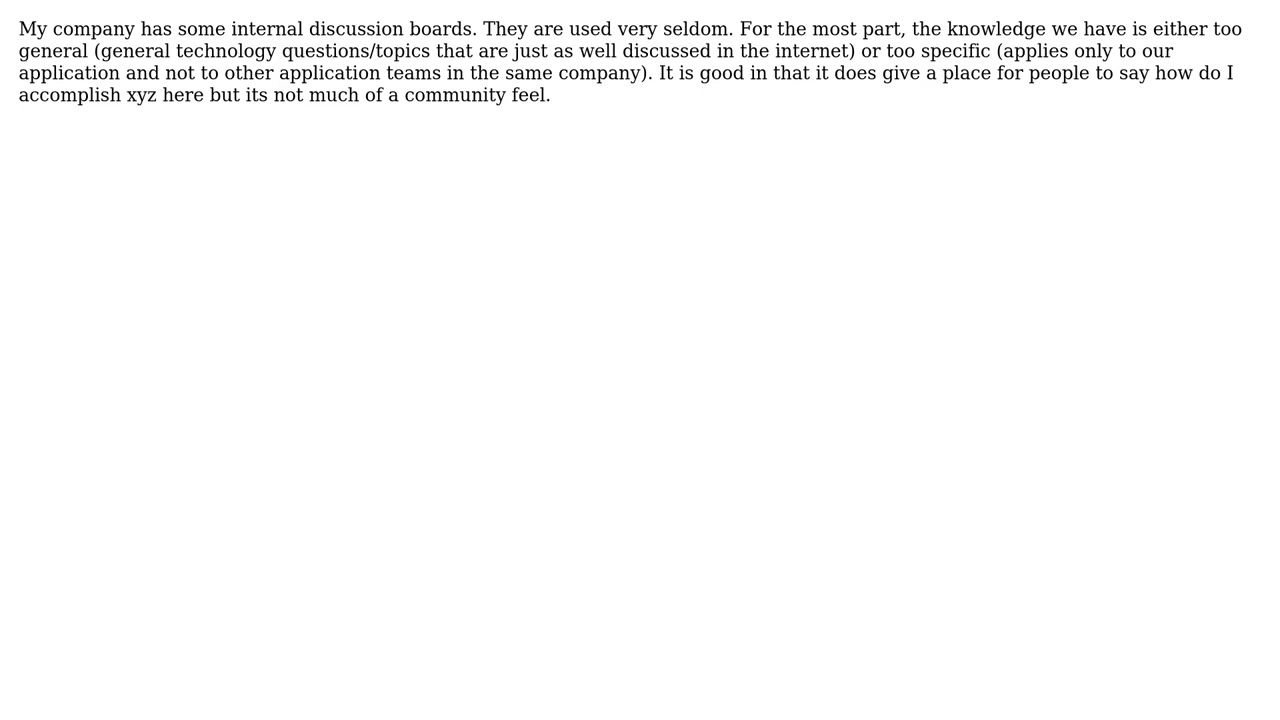 My company has some internal discussion boards. They are used very seldom. For the most part, the knowledge we have is either too
general (general technology questions/topics that are just as well discussed in the internet) or too specific (applies only to our
application and not to other application teams in the same company). It is good in that it does give a place for people to say how do I
accomplish xyz here but its not much of a community feel.